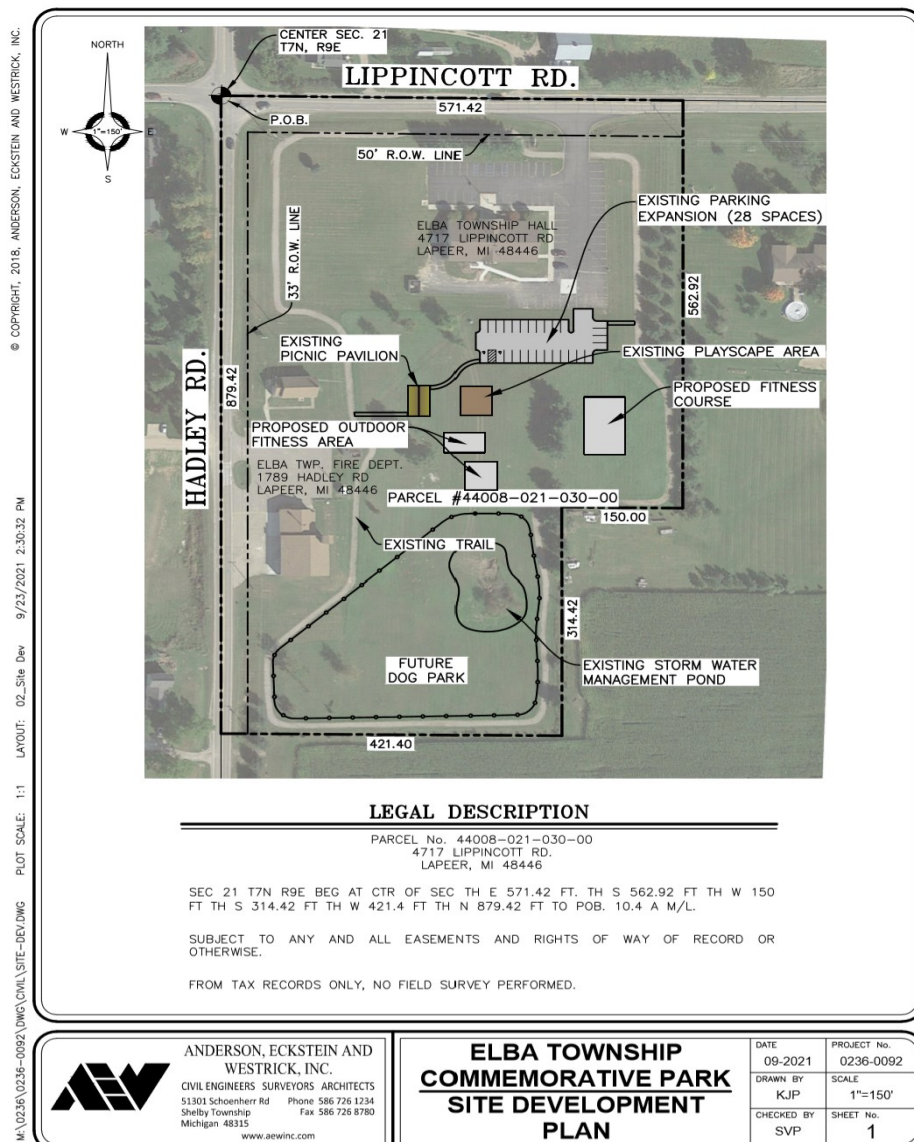 © COPYRIGHT, 2018, ANDERSON, ECKSTEIN AND WESTRICK, INC.
M:\0236\0236-0092\DWG\CIVIL\SITE-DEV.DWG PLOT SCALE: 1:1 LAYOUT: 02_Site Dev 9/23/2021 2:30:32 PM
NORTH
W 1"=150' E
S
CENTER SEC. 21
T7N, R9E
LIPPINCOTT RD.
571.42
P.O.B.
50' R.O.W. LINE
33' R.O.W. LINE
ELBA TOWNSHIP HALL
4717 LIPPINCOTT RD
LAPEER, MI 48446
EXISTING PARKING
EXPANSION (28 SPACES)
562.92
HADLEY RD.
879.42
EXISTING
PICNIC PAVILION
EXISTING PLAYSCAPE AREA
PROPOSED FITNESS
COURSE
PROPOSED OUTDOOR
FITNESS AREA
ELBA TWP. FIRE DEPT.
1789 HADLEY RD
LAPEER, MI 48446
PARCEL #44008-021-030-00
150.00
EXISTING TRAIL
314.42
FUTURE
DOG PARK
EXISTING STORM WATER
MANAGEMENT POND
421.40
LEGAL DESCRIPTION
PARCEL No. 44008-021-030-00
4717 LIPPINCOTT RD.
LAPEER, MI 48446
SEC 21 T7N R9E BEG AT CTR OF SEC TH E 571.42 FT. TH S 562.92 FT TH W 150
FT TH S 314.42 FT TH W 421.4 FT TH N 879.42 FT TO POB. 10.4 A M/L.
SUBJECT TO ANY AND ALL EASEMENTS AND RIGHTS OF WAY OF RECORD OR
OTHERWISE.
FROM TAX RECORDS ONLY, NO FIELD SURVEY PERFORMED.
AEW
ANDERSON, ECKSTEIN AND
WESTRICK, INC.
CIVIL ENGINEERS SURVEYORS ARCHITECTS
51301 Schoenherr Rd Phone 586 726 1234
Shelby Township Fax 586 726 8780
Michigan 48315
www.aewinc.com
ELBA TOWNSHIP
COMMEMORATIVE PARK
SITE DEVELOPMENT
PLAN
DATE
09-2021
PROJECT No.
0236-0092
DRAWN BY
KJP
SCALE
1"=150'
CHECKED BY
SVP
SHEET No.
1